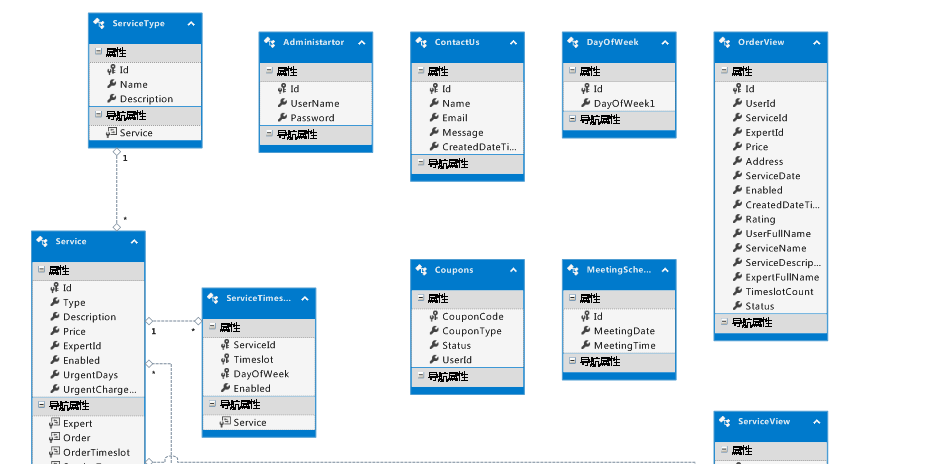 ServiceType
属性
Id
Name
Description
导航属性
Service
1
*
Administartor
属性
Id
UserName
Password
导航属性
ContactUs
属性
Id
Name
Email
Message
CreatedDateTi...
导航属性
DayOfWeek
属性
Id
DayOfWeek1
导航属性
OrderView
属性
Id
UserId
ServiceId
ExpertId
Price
Address
ServiceDate
Enabled
CreatedDateTi...
Rating
UserFullName
ServiceName
ServiceDescrip...
ExpertFullName
TimeslotCount
Status
导航属性
Service
属性
Id
Type
Description
Price
ExpertId
Enabled
UrgentDays
UrgentCharge...
导航属性
Expert
Order
OrderTimeslot
1
*
*
ServiceTimes...
属性
ServiceId
Timeslot
DayOfWeek
Enabled
导航属性
Service
Coupons
属性
CouponCode
CouponType
Status
UserId
导航属性
MeetingSche...
属性
Id
MeetingDate
MeetingTime
导航属性
ServiceView
属性